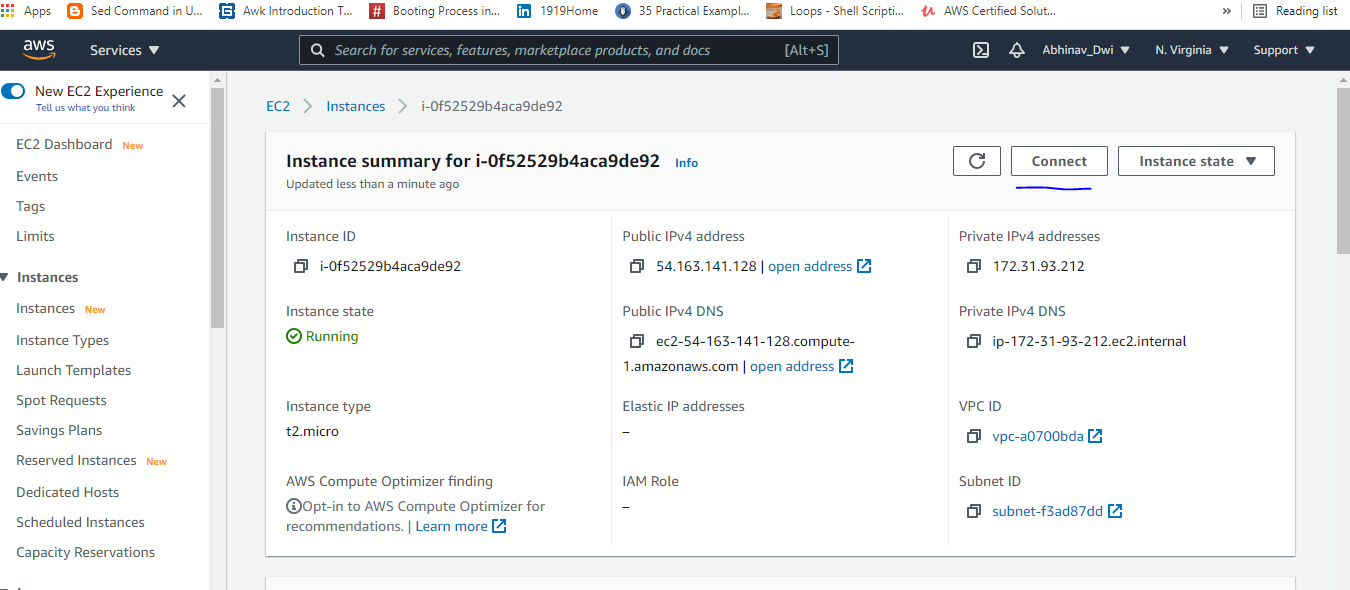 Apps Sed Command in U... Awk Introduction T... Booting Process in... 1919Home 35 Practical Exampl... Loops - Shell Scripti... AWS Certified Solut... » Reading list
aws Services Search for services, features, marketplace products, and docs [Alt+S] Abhinav_Dwi N. Virginia Support
New EC2 Experience
Tell us what you think
EC2 Dashboard New
Events
Tags
Limits
Instances
Instances New
Instance Types
Launch Templates
Spot Requests
Savings Plans
Reserved Instances New
Dedicated Hosts
Scheduled Instances
Capacity Reservations
EC2 Instances i-0f52529b4aca9de92
Instance summary for i-0f52529b4aca9de92 Info
Updated less than a minute ago
Connect Instance state
Instance ID
i-0f52529b4aca9de92
Public IPv4 address
54.163.141.128 | open address
Private IPv4 addresses
172.31.93.212
Instance state
Running
Public IPv4 DNS
ec2-54-163-141-128.compute-
1.amazonaws.com | open address
Private IPv4 DNS
ip-172-31-93-212.ec2.internal
Instance type
t2.micro
Elastic IP addresses
–
VPC ID
vpc-a0700bda
AWS Compute Optimizer finding
Opt-in to AWS Compute Optimizer for
recommendations. | Learn more
IAM Role
–
Subnet ID
subnet-f3ad87dd